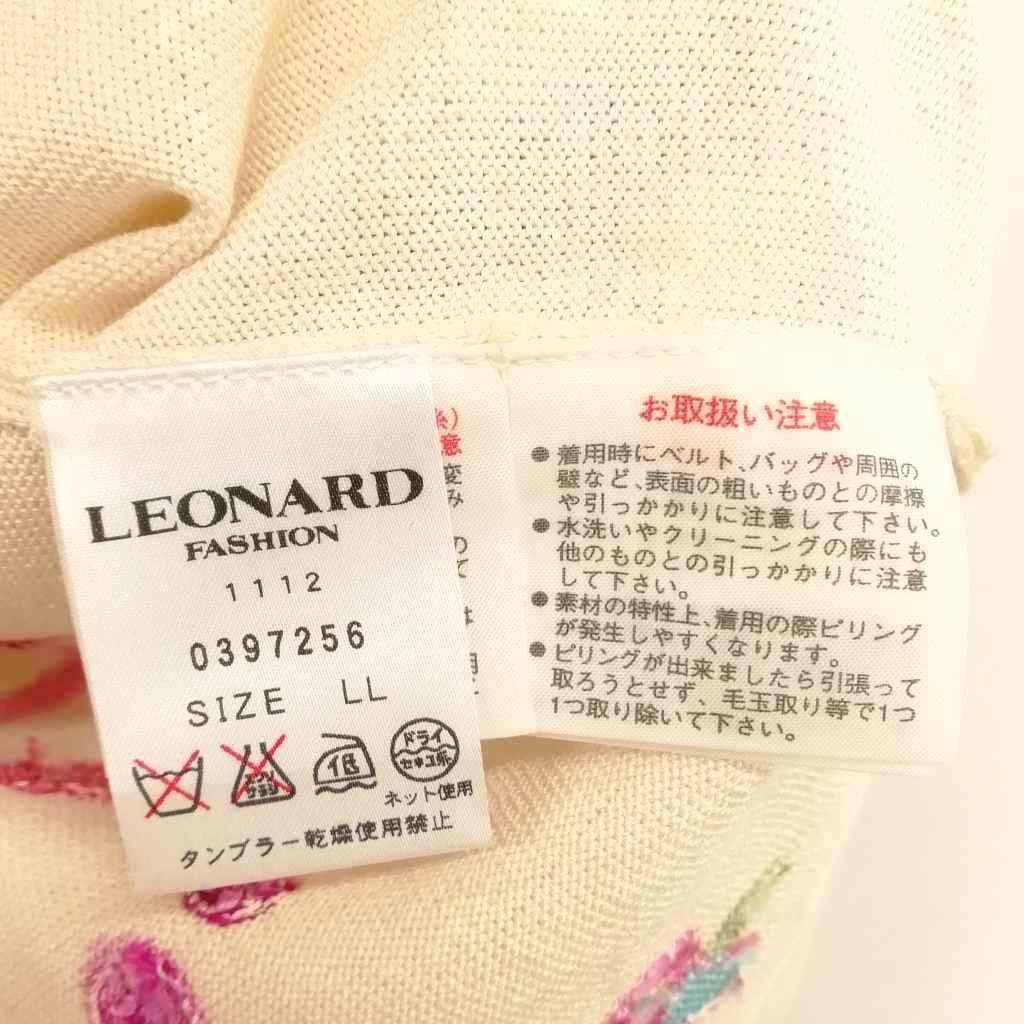 LEONARD
FASHION
1112
0397256
SIZE LL
低
ドライ
セキユ系
ネット使用
タンブラー乾燥使用禁止
糸)
意
変
み
の
て
は
用
お取扱い注意
●着用時にベルト、バッグや周囲の
壁など、表面の粗いものとの摩擦
や引っかかりに注意して下さい。
●水洗いやクリーニングの際にも
他のものとの引っかかりに注意
して下さい。
●素材の特性上、着用の際ピリング
が発生しやすくなります。
●ピリングが出来ましたら引張って
取ろうとせず、毛玉取り等で1つ
1つ取り除いて下さい。